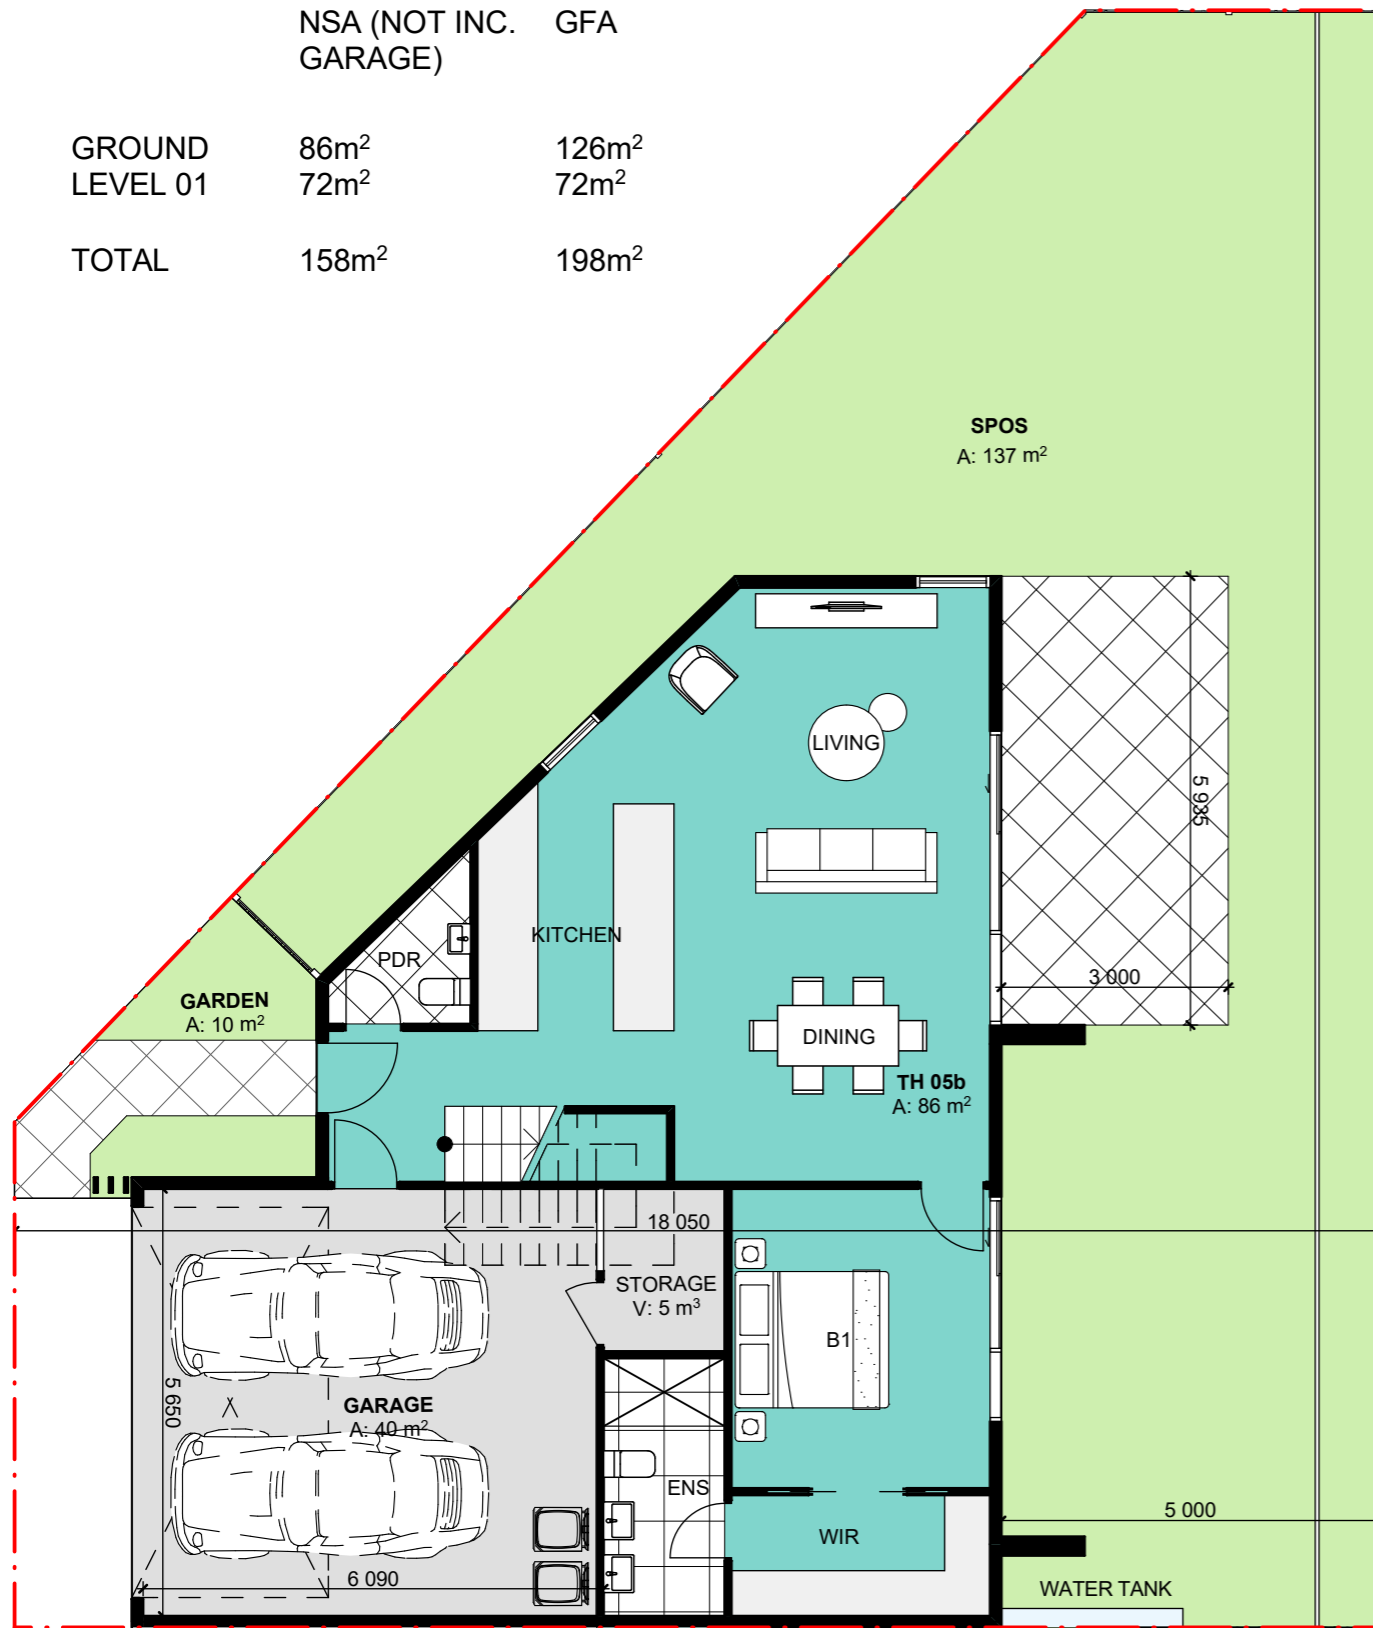 NSA (NOT INC. GFA
GARAGE)
GROUND 86m² 126m²
LEVEL 01 72m² 72m²
TOTAL 158m² 198m²
SPOS
A: 137 m²
LIVING
5 935
KITCHEN
PDR
3 000
GARDEN
A: 10 m²
DINING
TH 05b
A: 86 m²
18 050
STORAGE
V: 5 m³
B1
5 650
GARAGE
A: 40 m²
ENS
5 000
WIR
6 090
WATER TANK